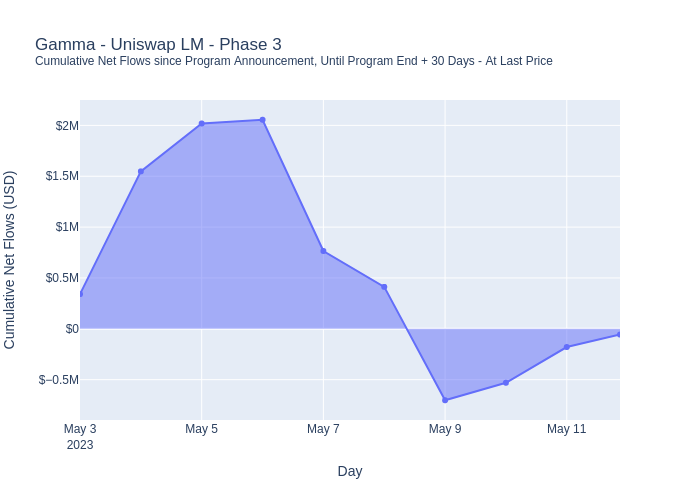 Gamma - Uniswap LM - Phase 3
Cumulative Net Flows since Program Announcement, Until Program End + 30 Days - At Last Price
Cumulative Net Flows (USD)
$2M
$1.5M
$1M
$0.5M
$0
$−0.5M
May 3
2023
May 5
May 7
May 9
May 11
Day